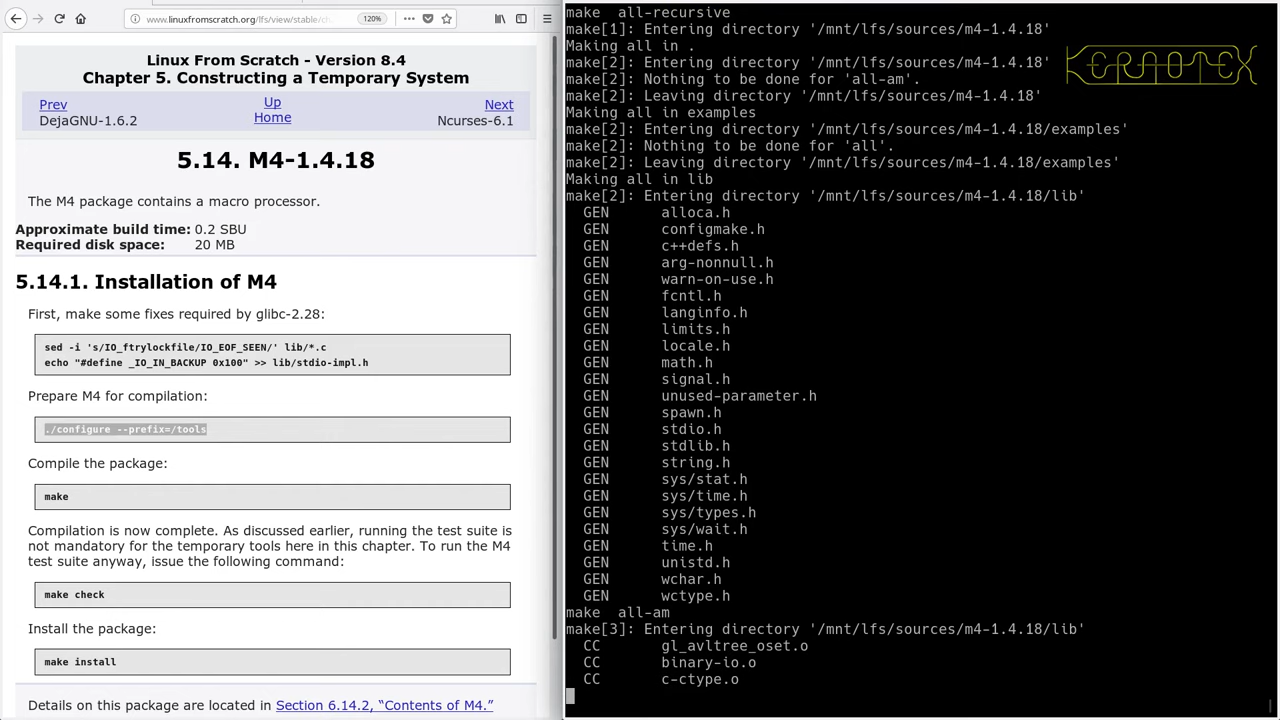 www.linuxfromscratch.org/lfs/view/stable/ch
120%
Linux From Scratch - Version 8.4
Chapter 5. Constructing a Temporary System
Prev
Up
Next
DejaGNU-1.6.2
Home
Ncurses-6.1
5.14. M4-1.4.18
The M4 package contains a macro processor.
Approximate build time: 0.2 SBU
Required disk space: 20 MB
5.14.1. Installation of M4
First, make some fixes required by glibc-2.28:
sed -i 's/IO_ftrylockfile/IO_EOF_SEEN/' lib/*.c
echo "#define _IO_IN_BACKUP 0x100" >> lib/stdio-impl.h
Prepare M4 for compilation:
./configure --prefix=/tools
Compile the package:
make
Compilation is now complete. As discussed earlier, running the test suite is
not mandatory for the temporary tools here in this chapter. To run the M4
test suite anyway, issue the following command:
make check
Install the package:
make install
Details on this package are located in Section 6.14.2, “Contents of M4.”
make  all-recursive
make[1]: Entering directory '/mnt/lfs/sources/m4-1.4.18'
Making all in .
make[2]: Entering directory '/mnt/lfs/sources/m4-1.4.18'
make[2]: Nothing to be done for 'all-am'.
make[2]: Leaving directory '/mnt/lfs/sources/m4-1.4.18'
Making all in examples
make[2]: Entering directory '/mnt/lfs/sources/m4-1.4.18/examples'
make[2]: Nothing to be done for 'all'.
make[2]: Leaving directory '/mnt/lfs/sources/m4-1.4.18/examples'
Making all in lib
make[2]: Entering directory '/mnt/lfs/sources/m4-1.4.18/lib'
GEN alloca.h
GEN configmake.h
GEN c++defs.h
GEN arg-nonnull.h
GEN warn-on-use.h
GEN fcntl.h
GEN langinfo.h
GEN limits.h
GEN locale.h
GEN math.h
GEN signal.h
GEN unused-parameter.h
GEN spawn.h
GEN stdio.h
GEN stdlib.h
GEN string.h
GEN sys/stat.h
GEN sys/time.h
GEN sys/types.h
GEN sys/wait.h
GEN time.h
GEN unistd.h
GEN wchar.h
GEN wctype.h
make  all-am
make[3]: Entering directory '/mnt/lfs/sources/m4-1.4.18/lib'
CC gl_avltree_oset.o
CC binary-io.o
CC c-ctype.o
KERAOTEX